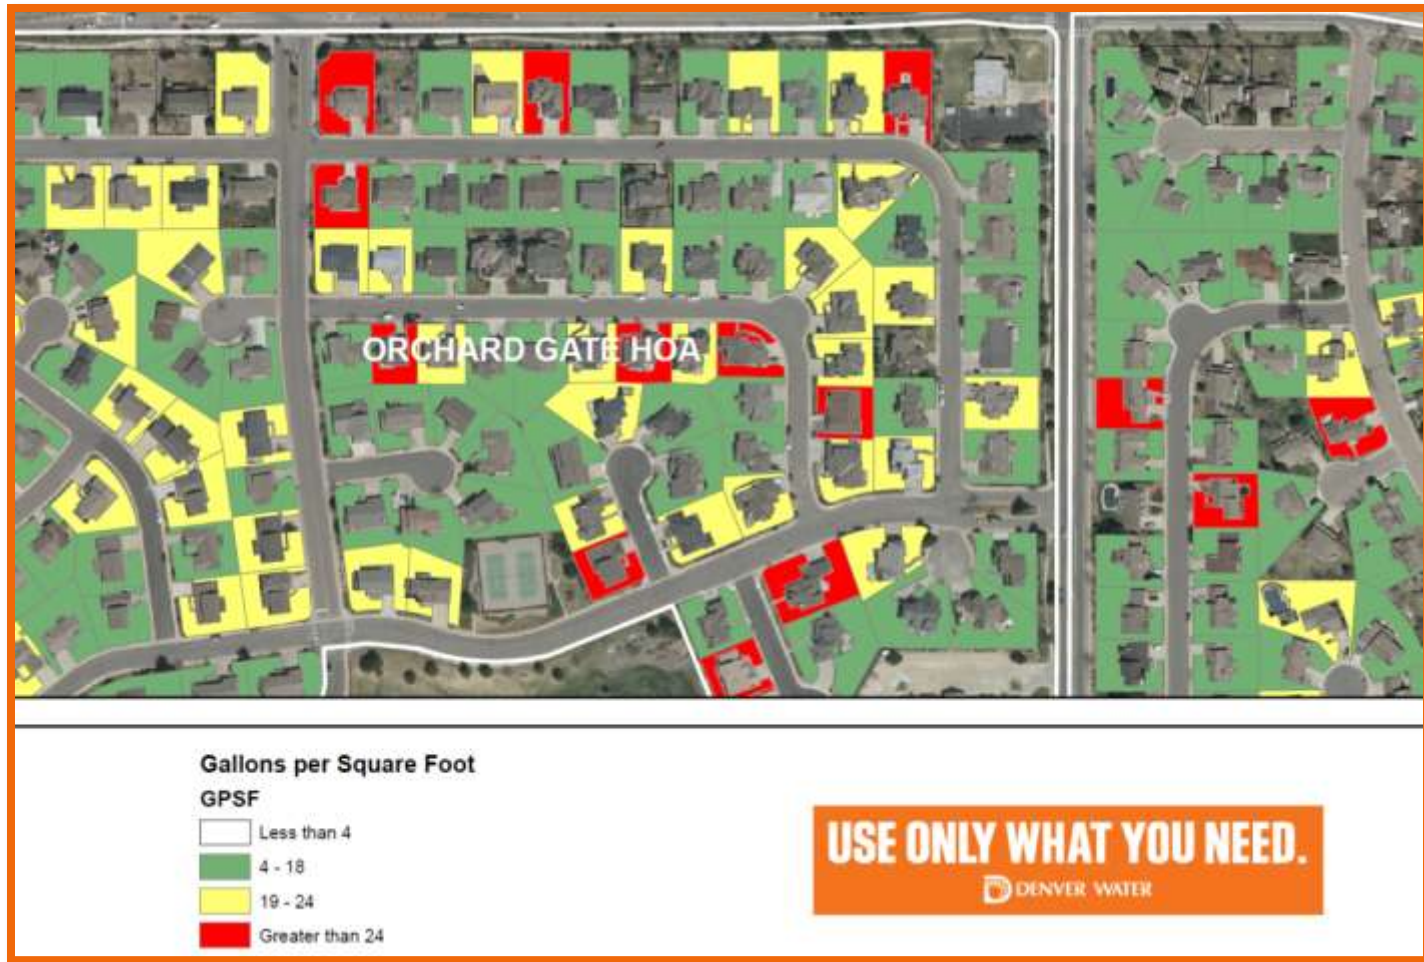 ORCHARD GATE HOA
Gallons per Square Foot
GPSF
Less than 4
4 - 18
19 - 24
Greater than 24
USE ONLY WHAT YOU NEED.
DENVER WATER